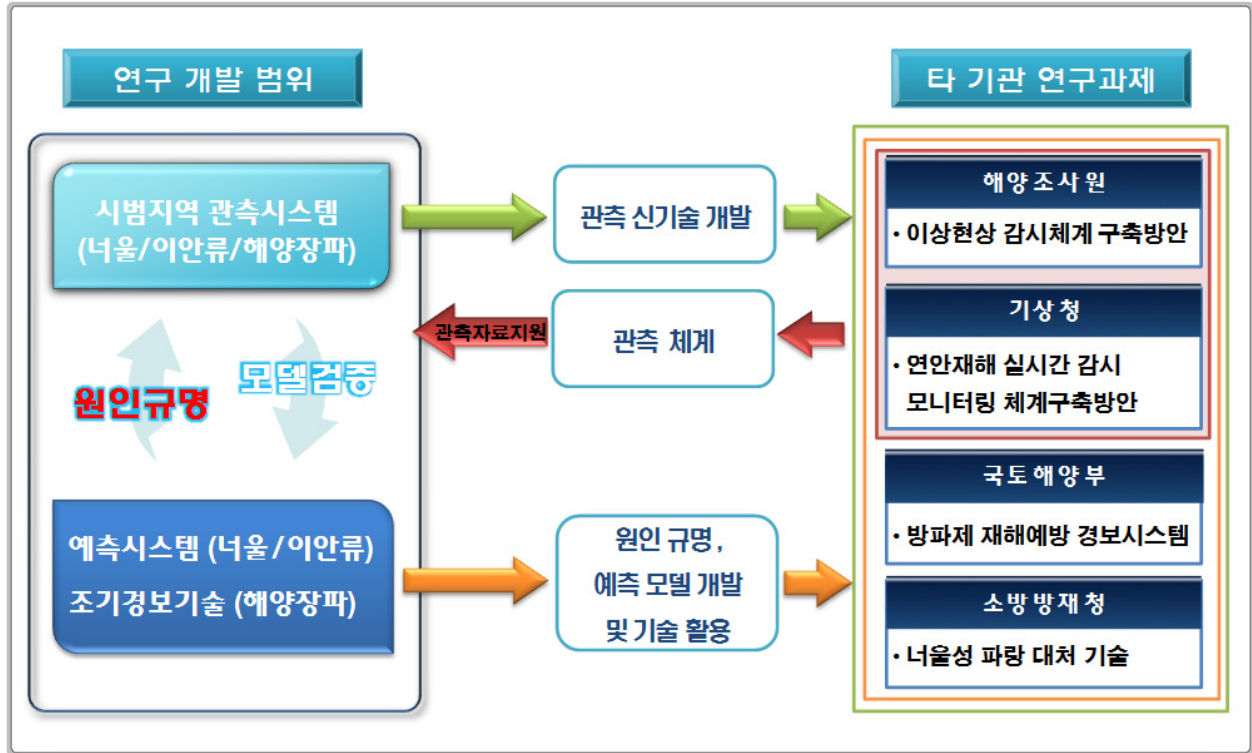 연구 개발 범위
시범지역 관측시스템
(너울/이안류/해양장파)
원인규명
모델검증
예측시스템 (너울/이안류)
조기경보기술 (해양장파)
관측 신기술 개발
관측자료지원
관측 체계
원인 규명,
예측 모델 개발
및 기술 활용
타 기관 연구과제
해양조사원
• 이상현상 감시체계 구축방안
기상청
• 연안재해 실시간 감시
모니터링 체계구축방안
국토해양부
• 방파제 재해예방 경보시스템
소방방재청
• 너울성 파랑 대처 기술